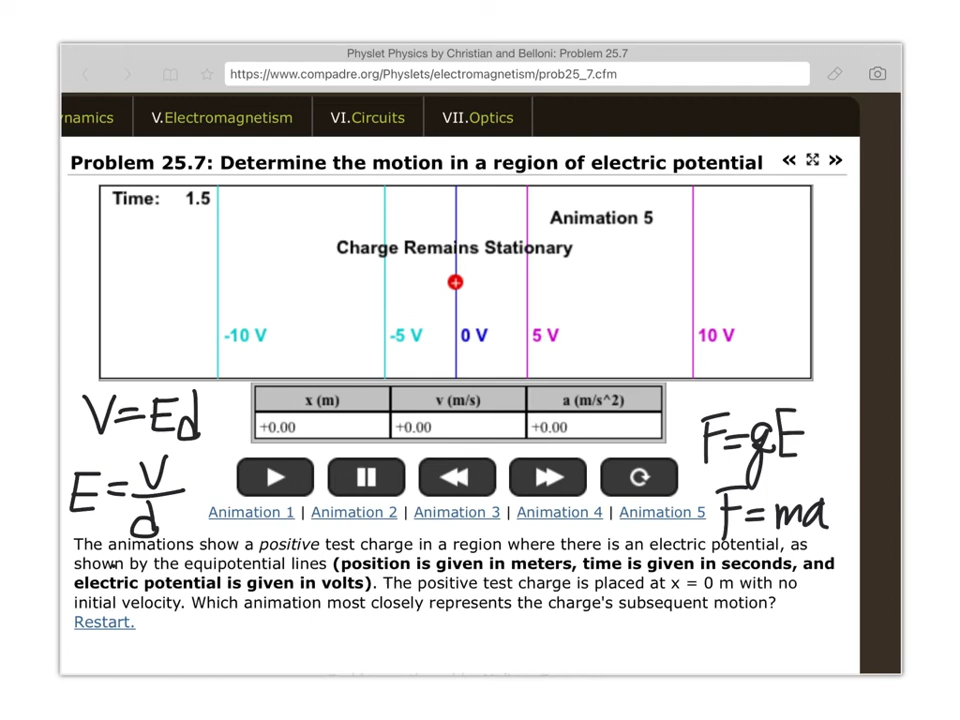 Physlet Physics by Christian and Belloni: Problem 25.7
https://www.compadre.org/Physlets/electromagnetism/prob25_7.cfm
namics V.Electromagnetism VI.Circuits VII.Optics
Problem 25.7: Determine the motion in a region of electric potential « »
Time: 1.5
Animation 5
Charge Remains Stationary
+
-10 V -5 V 0 V 5 V 10 V
x (m) v (m/s) a (m/s^2)
+0.00 +0.00 +0.00
V=Ed
E=V/d
F=qE
F=ma
Animation 1 | Animation 2 | Animation 3 | Animation 4 | Animation 5
The animations show a positive test charge in a region where there is an electric potential, as
shown by the equipotential lines (position is given in meters, time is given in seconds, and
electric potential is given in volts). The positive test charge is placed at x = 0 m with no
initial velocity. Which animation most closely represents the charge's subsequent motion?
Restart.